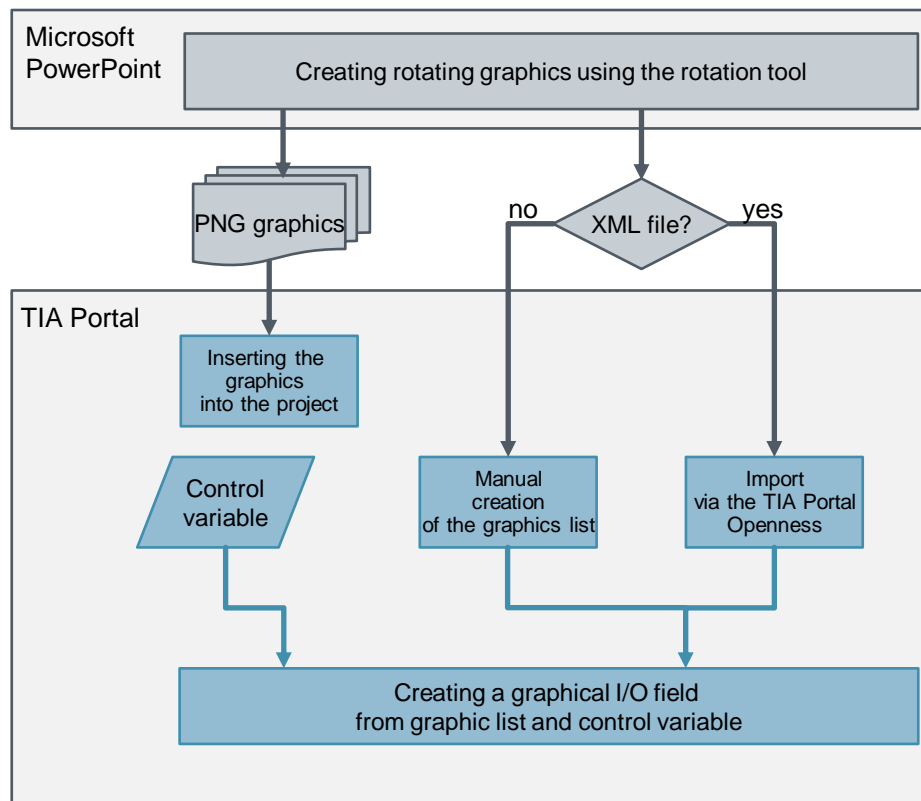 Microsoft
PowerPoint
Creating rotating graphics using the rotation tool
PNG graphics
no
XML file?
yes
TIA Portal
Inserting the
graphics
into the project
Control
variable
Manual
creation
of the graphics list
Import
via the TIA Portal
Openness
Creating a graphical I/O field
from graphic list and control variable